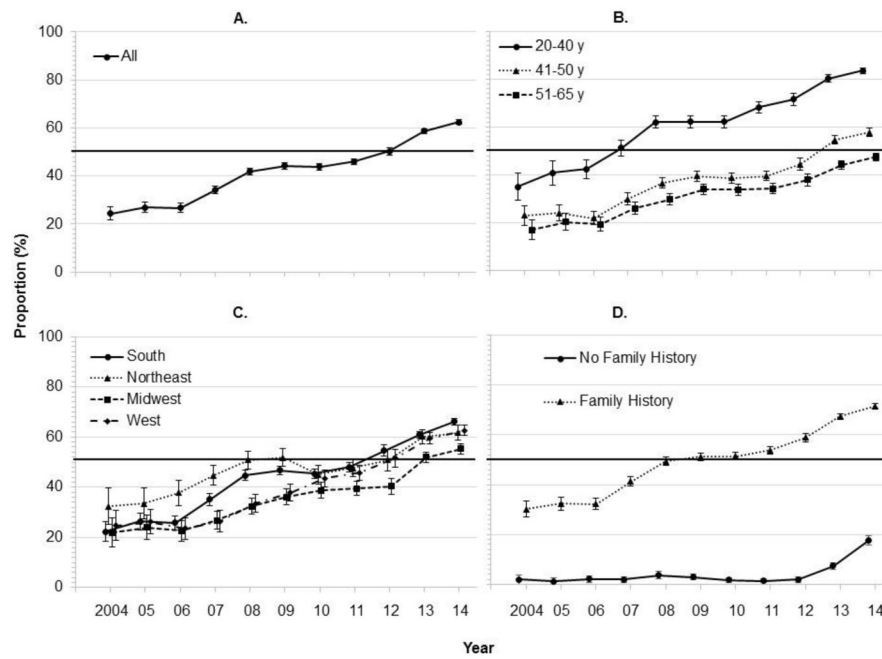 A.
B.
100
80
60
40
20
0
All
20-40 y
41-50 y
51-65 y
Proportion (%)
C.
D.
100
80
60
40
20
0
South
Northeast
Midwest
West
No Family History
Family History
2004 05 06 07 08 09 10 11 12 13 14
2004 05 06 07 08 09 10 11 12 13 14
Year